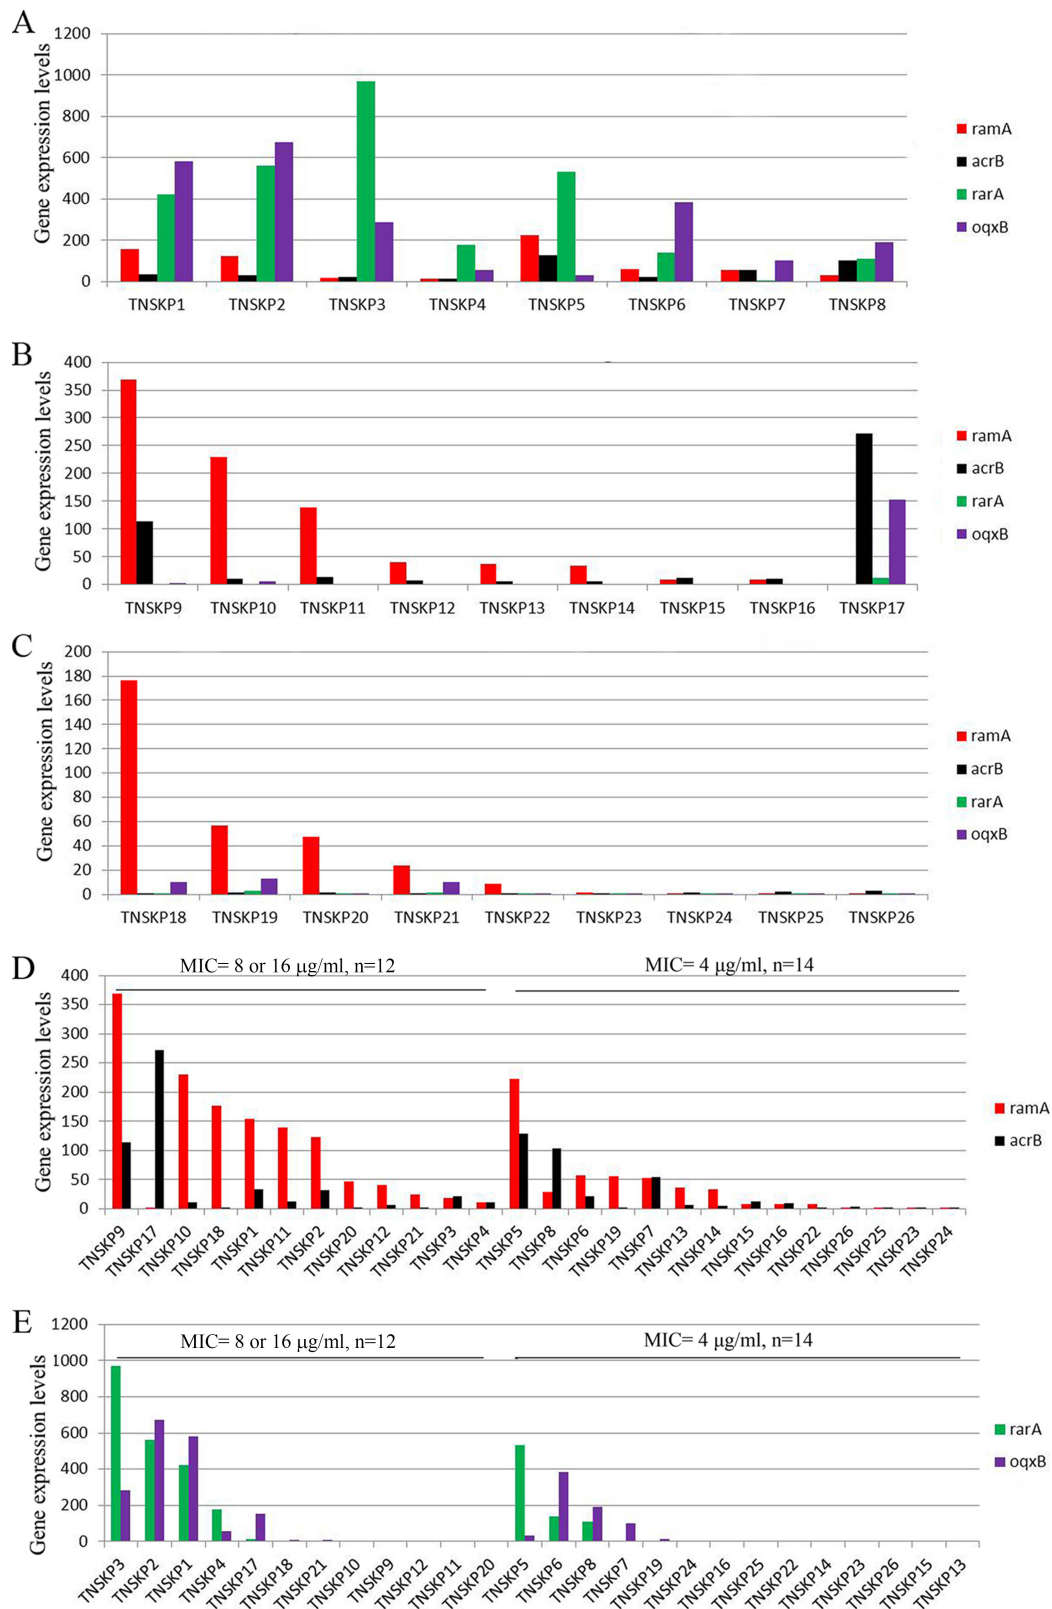 A
Gene expression levels
1200
1000
800
600
400
200
0
TNSKP1 TNSKP2 TNSKP3 TNSKP4 TNSKP5 TNSKP6 TNSKP7 TNSKP8
ramA
acrB
rarA
oqxB
B
Gene expression levels
400
350
300
250
200
150
100
50
0
TNSKP9 TNSKP10 TNSKP11 TNSKP12 TNSKP13 TNSKP14 TNSKP15 TNSKP16 TNSKP17
ramA
acrB
rarA
oqxB
C
Gene expression levels
200
180
160
140
120
100
80
60
40
20
0
TNSKP18 TNSKP19 TNSKP20 TNSKP21 TNSKP22 TNSKP23 TNSKP24 TNSKP25 TNSKP26
ramA
acrB
rarA
oqxB
D
MIC= 8 or 16 μg/ml, n=12 MIC= 4 μg/ml, n=14
Gene expression levels
400
350
300
250
200
150
100
50
0
TNSKP9 TNSKP17 TNSKP10 TNSKP18 TNSKP1 TNSKP11 TNSKP2 TNSKP20 TNSKP12 TNSKP21 TNSKP3 TNSKP4 TNSKP5 TNSKP8 TNSKP6 TNSKP19 TNSKP7 TNSKP13 TNSKP14 TNSKP15 TNSKP16 TNSKP22 TNSKP26 TNSKP25 TNSKP23 TNSKP24
ramA
acrB
E
MIC= 8 or 16 μg/ml, n=12 MIC= 4 μg/ml, n=14
Gene expression levels
1200
1000
800
600
400
200
0
TNSKP3 TNSKP2 TNSKP1 TNSKP4 TNSKP17 TNSKP18 TNSKP21 TNSKP10 TNSKP9 TNSKP12 TNSKP11 TNSKP20 TNSKP5 TNSKP6 TNSKP8 TNSKP7 TNSKP19 TNSKP24 TNSKP16 TNSKP25 TNSKP22 TNSKP14 TNSKP23 TNSKP26 TNSKP15 TNSKP13
rarA
oqxB